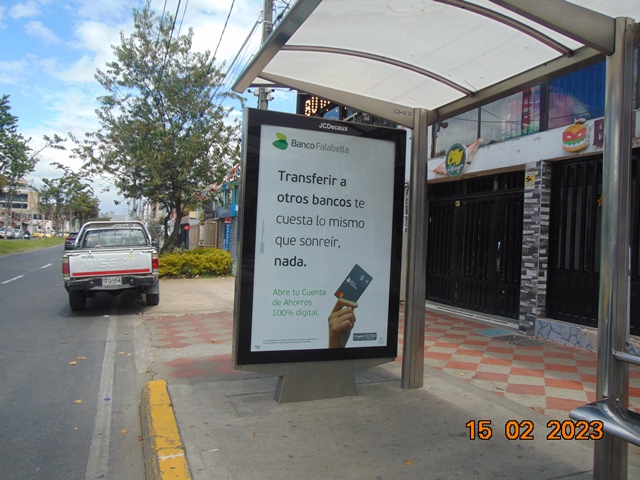 JCDecaux
Banco Falabella
Transferir a
otros bancos te
cuesta lo mismo
que sonreír,
nada.
Abre tu Cuenta
de Ahorros
100% digital.
15 02 2023